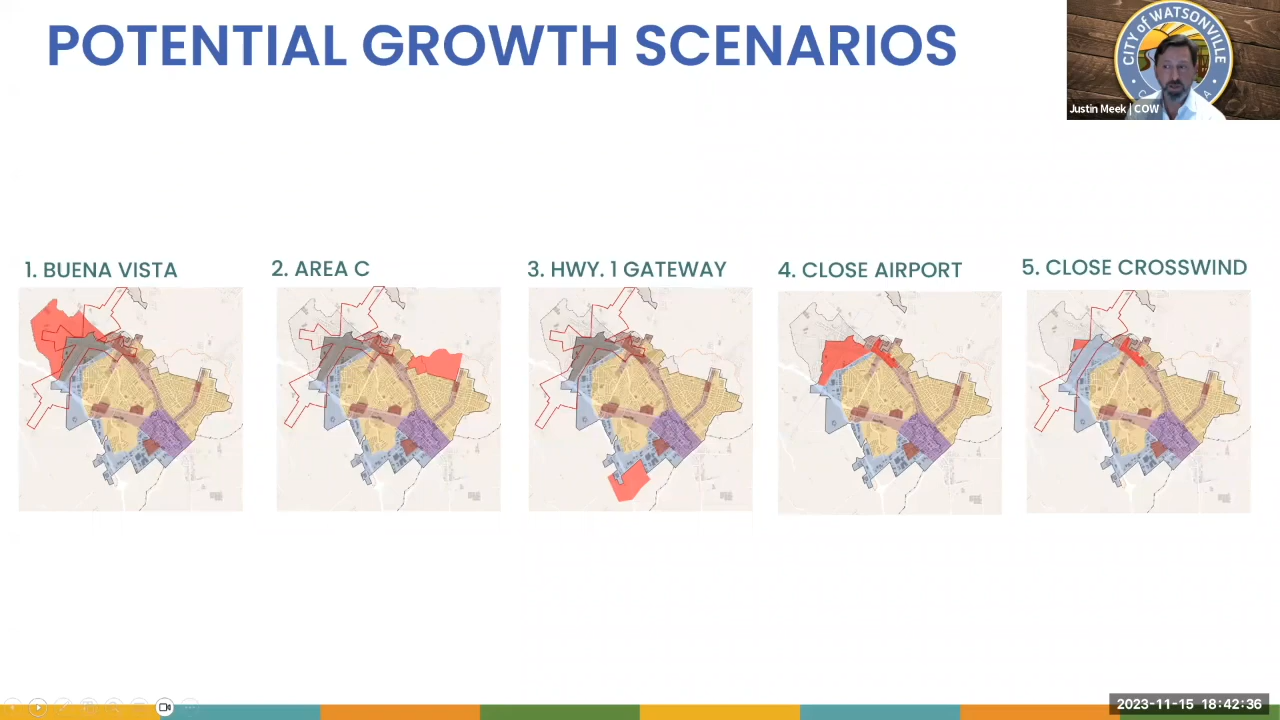 POTENTIAL GROWTH SCENARIOS
CITY of WATSONVILLE
Justin Meek | COW
1. BUENA VISTA
2. AREA C
3. HWY. 1 GATEWAY
4. CLOSE AIRPORT
5. CLOSE CROSSWIND
2023-11-15 18:42:36